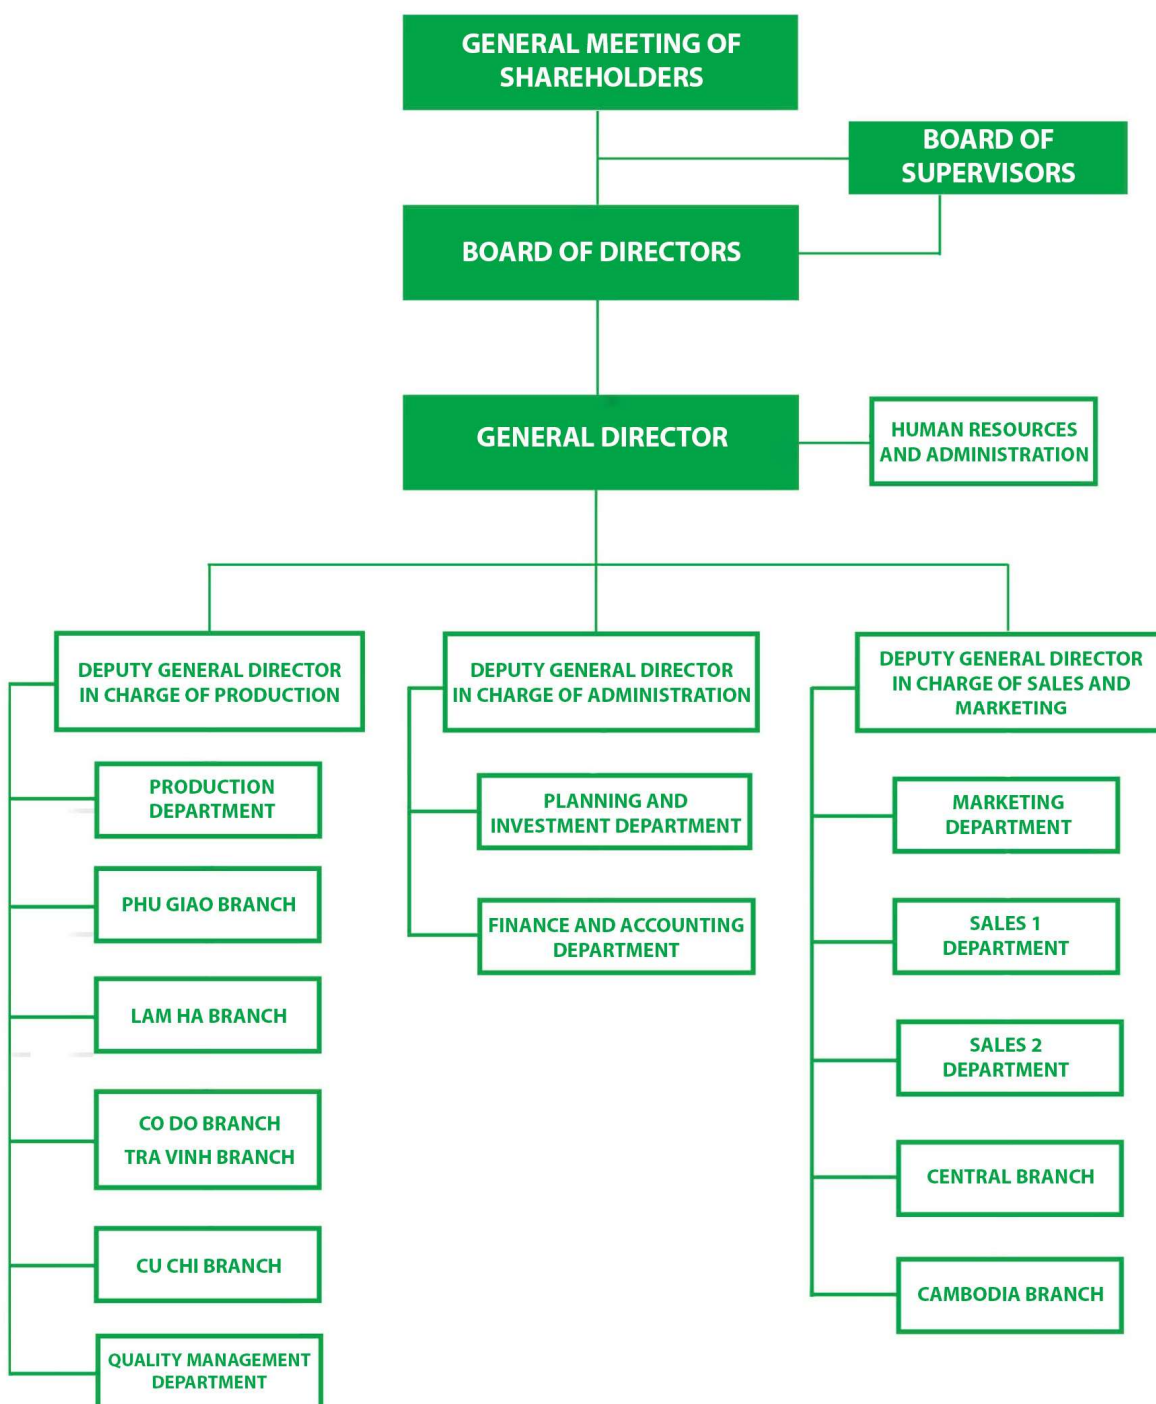 GENERAL MEETING OF
SHAREHOLDERS
BOARD OF
SUPERVISORS
BOARD OF DIRECTORS
GENERAL DIRECTOR
HUMAN RESOURCES
AND ADMINISTRATION
DEPUTY GENERAL DIRECTOR
IN CHARGE OF PRODUCTION
PRODUCTION
DEPARTMENT
PHU GIAO BRANCH
LAM HA BRANCH
CO DO BRANCH
TRA VINH BRANCH
CU CHI BRANCH
QUALITY MANAGEMENT
DEPARTMENT
DEPUTY GENERAL DIRECTOR
IN CHARGE OF ADMINISTRATION
PLANNING AND
INVESTMENT DEPARTMENT
FINANCE AND ACCOUNTING
DEPARTMENT
DEPUTY GENERAL DIRECTOR
IN CHARGE OF SALES AND
MARKETING
MARKETING
DEPARTMENT
SALES 1
DEPARTMENT
SALES 2
DEPARTMENT
CENTRAL BRANCH
CAMBODIA BRANCH